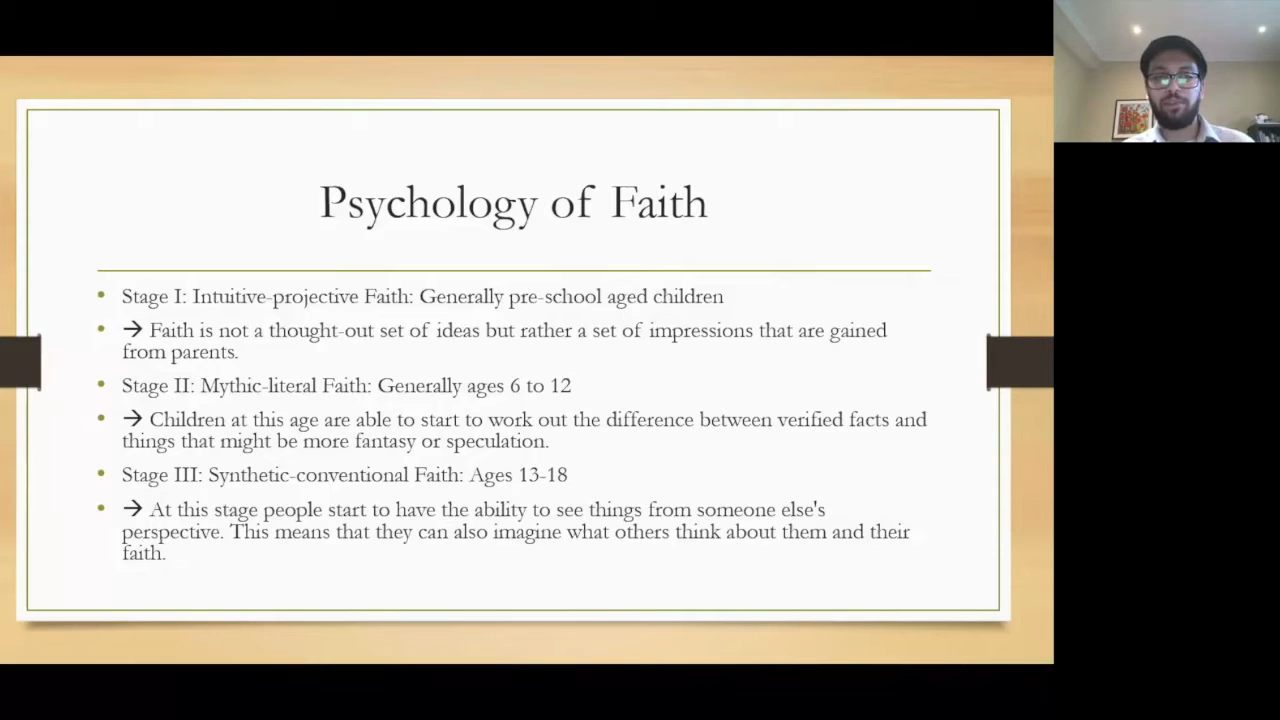 Psychology of Faith
• Stage I: Intuitive-projective Faith: Generally pre-school aged children
• → Faith is not a thought-out set of ideas but rather a set of impressions that are gained
from parents.
• Stage II: Mythic-literal Faith: Generally ages 6 to 12
• → Children at this age are able to start to work out the difference between verified facts and
things that might be more fantasy or speculation.
• Stage III: Synthetic-conventional Faith: Ages 13-18
• → At this stage people start to have the ability to see things from someone else's
perspective. This means that they can also imagine what others think about them and their
faith.